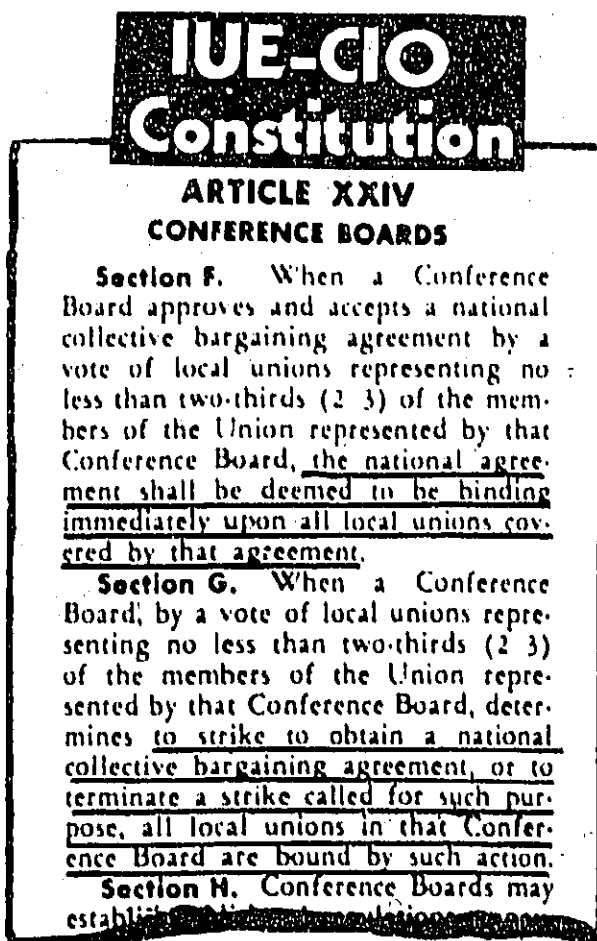 IUE-CIO
Constitution
ARTICLE XXIV
CONFERENCE BOARDS
Section F. When a Conference
Board approves and accepts a national
collective bargaining agreement by a
vote of local unions representing no
less than two-thirds (2 3) of the mem-
bers of the Union represented by that
Conference Board, the national agree-
ment shall be deemed to be binding
immediately upon all local unions cov-
ered by that agreement.
Section G. When a Conference
Board, by a vote of local unions repre-
senting no less than two-thirds (2 3)
of the members of the Union repre-
sented by that Conference Board, deter-
mines to strike to obtain a national
collective bargaining agreement, or to
terminate a strike called for such pur-
pose, all local unions in that Confer-
ence Board are bound by such action.
Section H. Conference Boards may